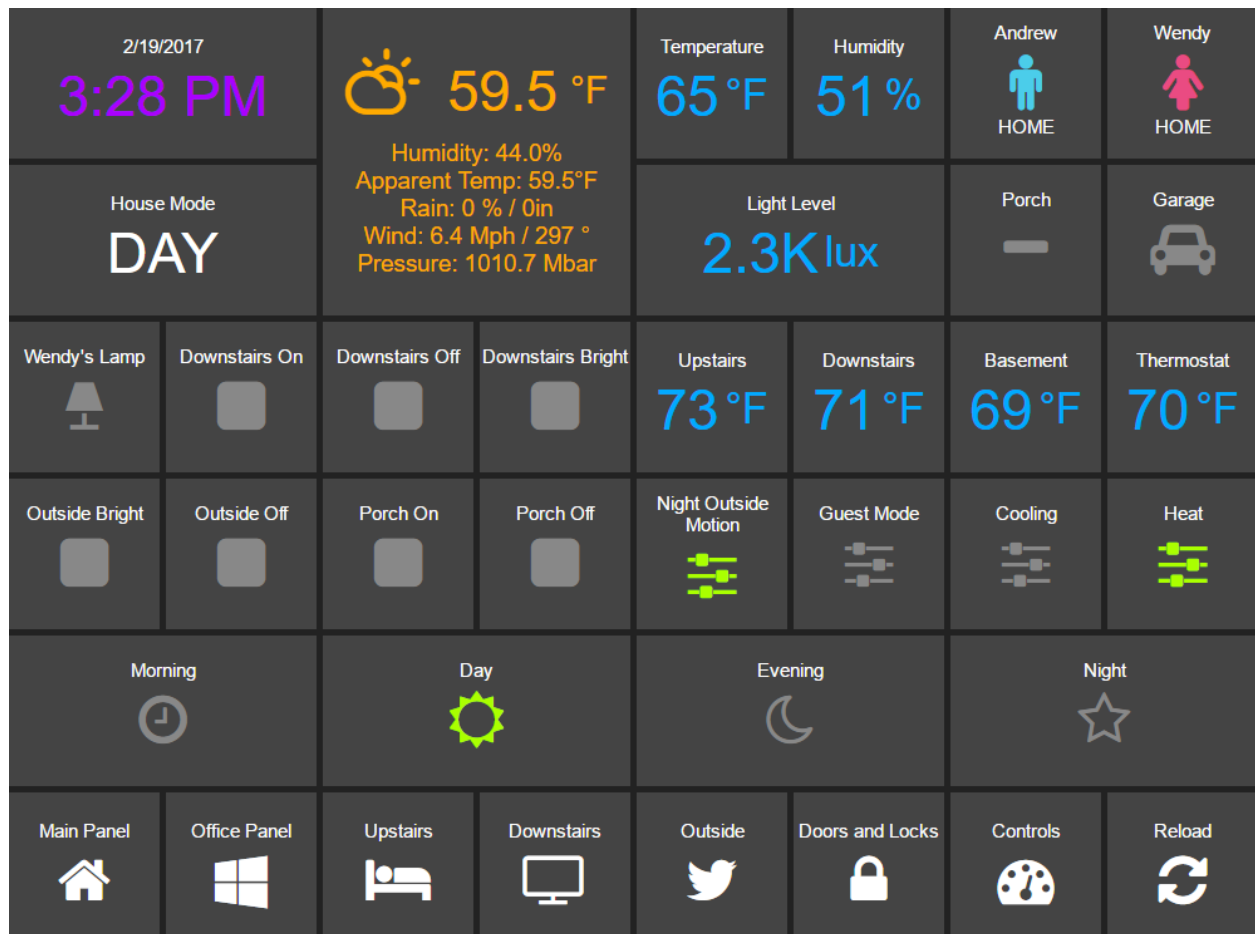 2/19/2017
3:28 PM
59.5 °F
Humidity: 44.0%
Apparent Temp: 59.5°F
Rain: 0 % / 0in
Wind: 6.4 Mph / 297 °
Pressure: 1010.7 Mbar
Temperature
65 °F
Humidity
51 %
Andrew
HOME
Wendy
HOME
House Mode
DAY
Light Level
2.3K lux
Porch
Garage
Wendy's Lamp
Downstairs On
Downstairs Off
Downstairs Bright
Upstairs
73 °F
Downstairs
71 °F
Basement
69 °F
Thermostat
70 °F
Outside Bright
Outside Off
Porch On
Porch Off
Night Outside
Motion
Guest Mode
Cooling
Heat
Morning
Day
Evening
Night
Main Panel
Office Panel
Upstairs
Downstairs
Outside
Doors and Locks
Controls
Reload